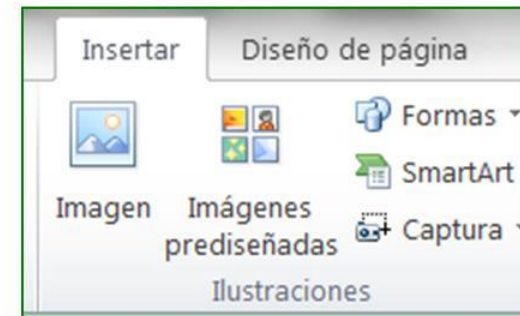 Insertar Diseño de página
Imagen
Imágenes
prediseñadas
Formas
SmartArt
Captura
Ilustraciones